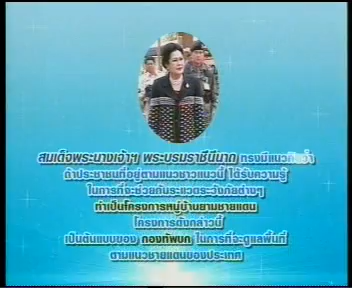 สมเด็จพระนางเจ้าฯ พระบรมราชินีนาถ ทรงมีแนวคิดว่า
ถ้าประชาชนที่อยู่ตามแนวชาวแนวนี้ ได้รับความรู้
ในการที่จะช่วยกันระแวดระวังภัยต่างๆ
ทำเป็นโครงการหมู่บ้านยามชายแดน
โครงการดังกล่าวนี้
เป็นต้นแบบของ กองทัพบก ในการที่จะดูแลพื้นที่
ตามแนวชายแดนของประเทศ